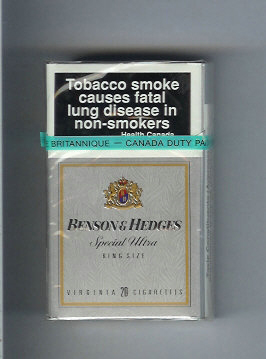 Tobacco smoke
causes fatal
lung disease in
non-smokers
Health Canada
E BRITANNIQUE — CANADA DUTY PA
BENSON & HEDGES
Special Ultra
KING SIZE
VIRGINIA 20 CIGARETTES